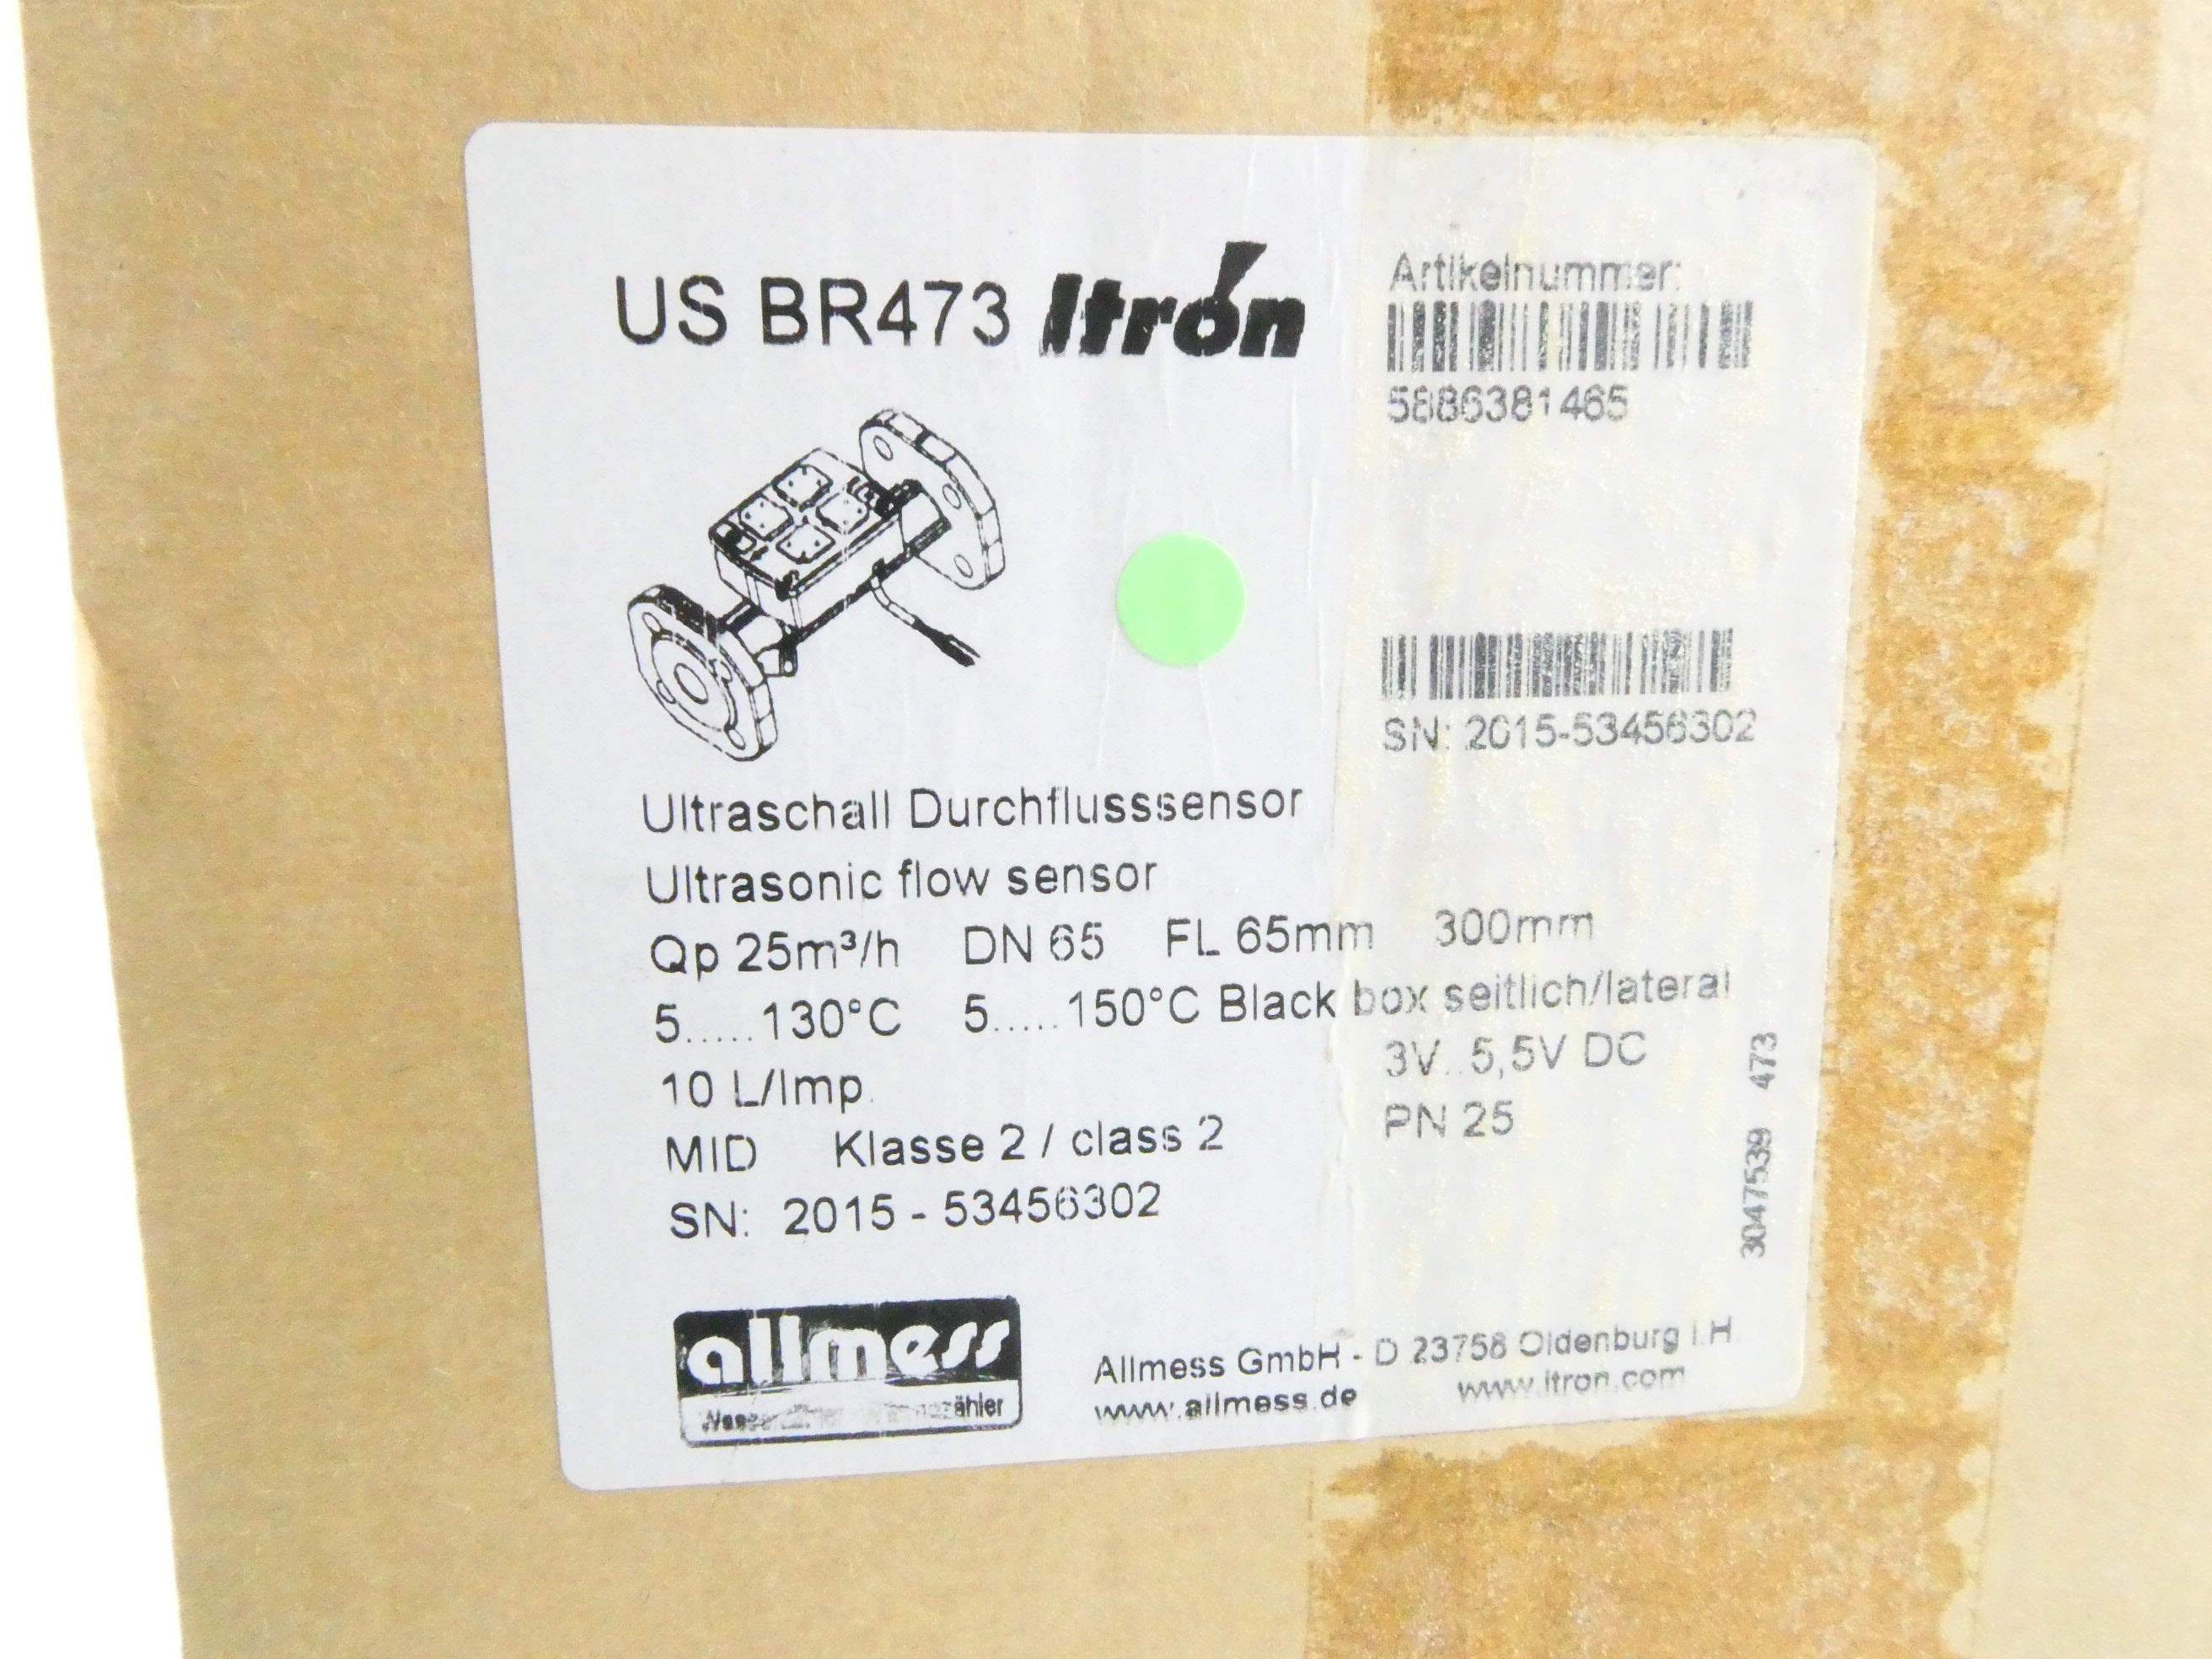 US BR473 Itron
Artikelnummer:
5886381465
SN: 2015-53456302
Ultraschall Durchflusssensor
Ultrasonic flow sensor
Qp 25m³/h DN 65 FL 65mm 300mm
5.....130°C 5.....150°C Black box seitlich/lateral
3V..5,5V DC
10 L/Imp.
PN 25
MID Klasse 2 / class 2
SN: 2015 - 53456302
3047539 473
allmess
Allmess GmbH - D 23758 Oldenburg i.H.
www.allmess.de www.itron.com